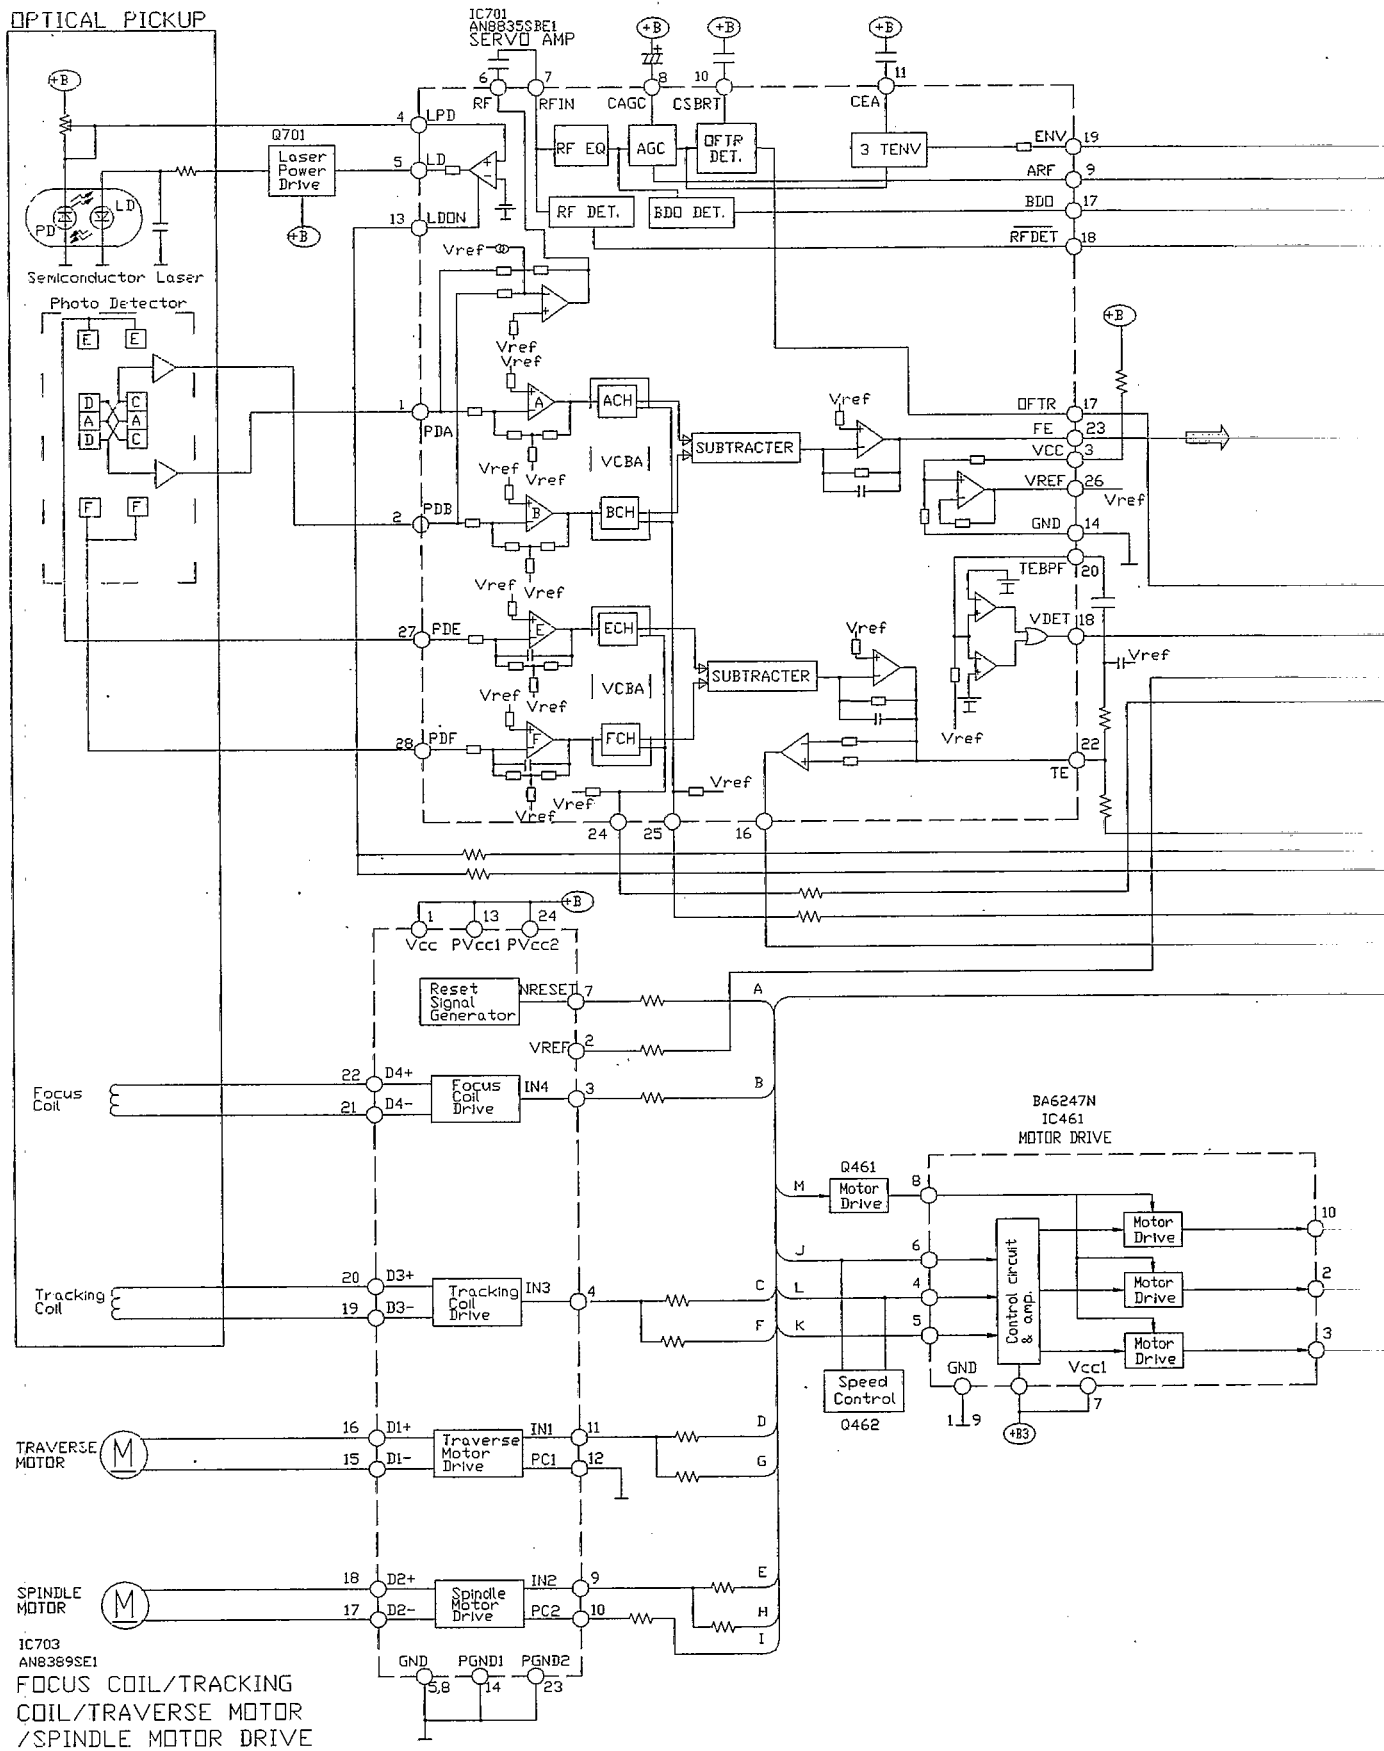 OPTICAL PICKUP
IC701
AN8835SBE1
SERVO AMP
+B
+B
+B
+B
6
7
8
10
11
RF
RFIN
CAGC
CSBRT
CEA
4
LPD
Q701
Laser
Power
Drive
5
LD
+B
13
LDON
RF EQ
AGC
OFTR
DET.
3 TENV
ENV
19
ARF
9
BDO
17
RFDET
18
RF DET.
BDO DET.
PD
LD
Semiconductor Laser
Photo Detector
E
E
D
C
A
A
D
C
F
F
Vref
Vref
Vref
1
PDA
A
ACH
Vref
VCBA
SUBTRACTER
Vref
+B
OFTR
17
FE
23
VCC
3
VREF
26
Vref
GND
14
TEBPF
20
Vref
2
PDB
B
BCH
Vref
Vref
27
PDE
E
ECH
Vref
VCBA
SUBTRACTER
Vref
VDET
18
Vref
Vref
Vref
28
PDF
F
FCH
Vref
Vref
Vref
22
TE
24
25
16
+B
1
13
24
Vcc
PVcc1
PVcc2
Reset
Signal
Generator
NRESET
7
A
VREF
2
Focus
Coil
22
D4+
21
D4-
Focus
Coil
Drive
IN4
3
B
BA6247N
IC461
MOTOR DRIVE
M
Q461
Motor
Drive
8
Motor
Drive
10
J
6
Control circuit
& amp.
L
4
Motor
Drive
2
K
5
Motor
Drive
3
Speed
Control
Q462
GND
1
9
Vcc1
7
+B3
Tracking
Coil
20
D3+
19
D3-
Tracking
Coil
Drive
IN3
4
C
F
TRAVERSE
MOTOR
M
16
D1+
15
D1-
Traverse
Motor
Drive
IN1
11
PC1
12
D
G
SPINDLE
MOTOR
M
18
D2+
17
D2-
Spindle
Motor
Drive
IN2
9
PC2
10
E
H
I
GND
PGND1
PGND2
5,8
14
23
IC703
AN8389SE1
FOCUS COIL/TRACKING
COIL/TRAVERSE MOTOR
/SPINDLE MOTOR DRIVE